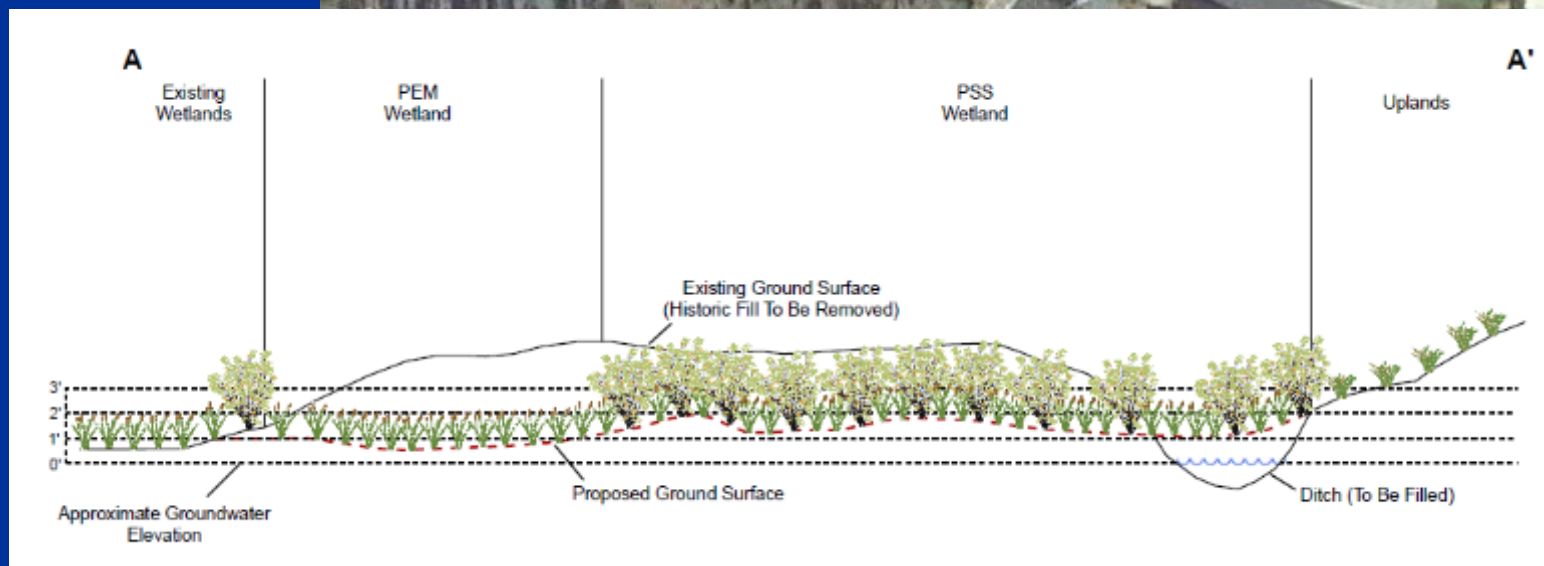 A
A'
Existing
Wetlands
PEM
Wetland
PSS
Wetland
Uplands
Existing Ground Surface
(Historic Fill To Be Removed)
3'
2'
1'
0'
Proposed Ground Surface
Ditch (To Be Filled)
Approximate Groundwater
Elevation